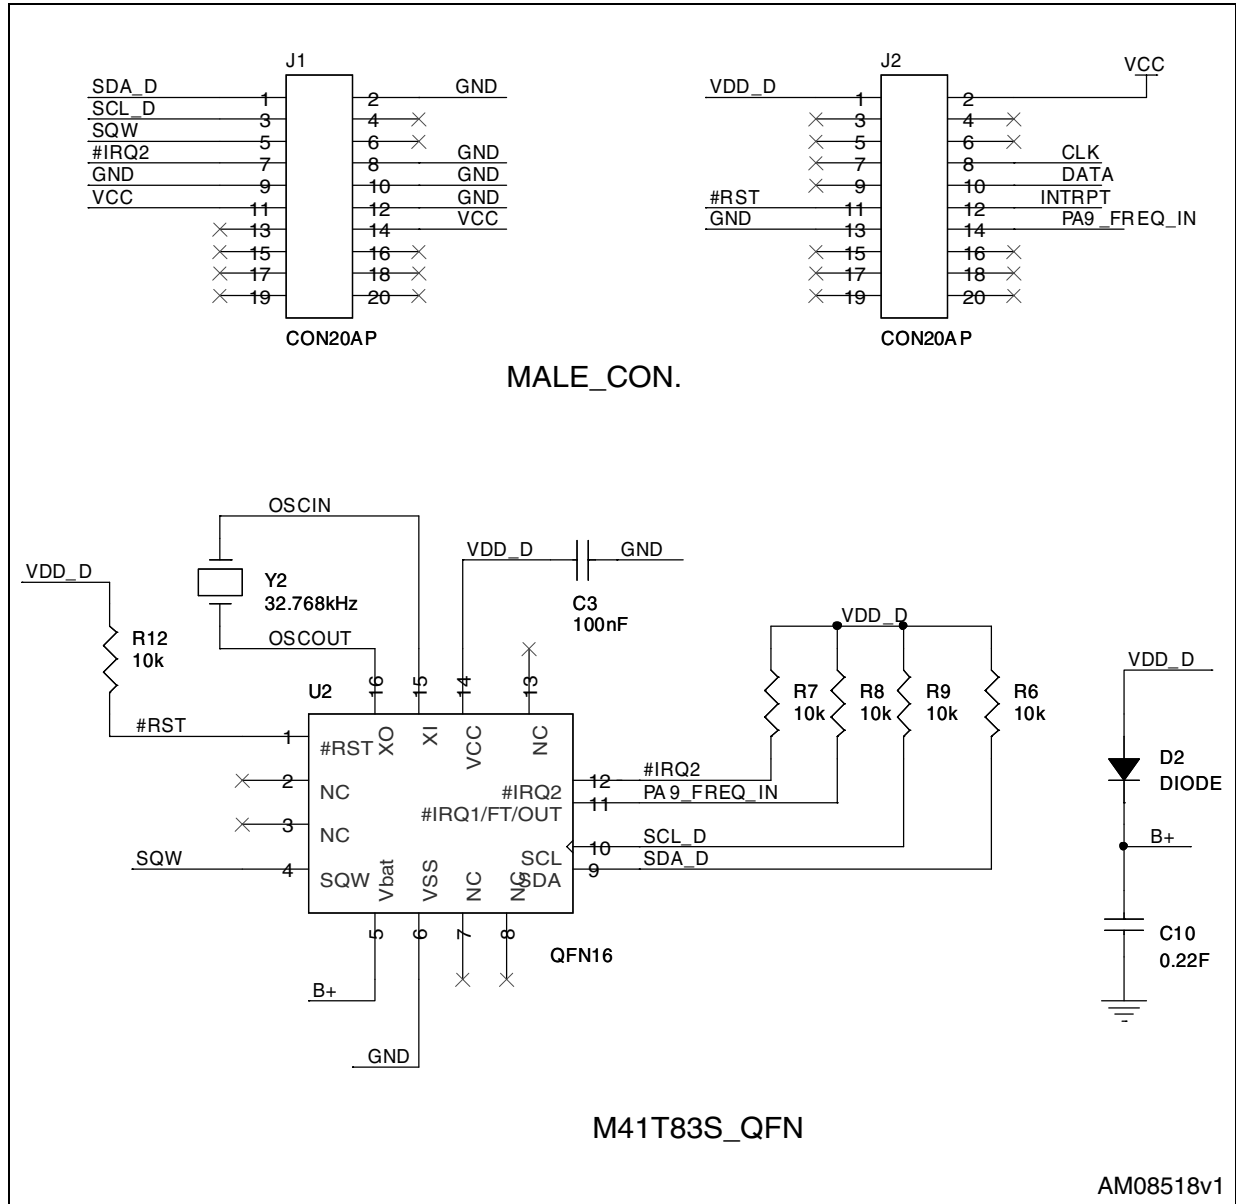 J1
J2
VCC
SDA_D 1 2 GND
VDD_D 1 2
SCL_D 3 4
3 4
SQW 5 6
5 6
#IRQ2 7 8 GND
7 8 CLK
GND 9 10 GND
9 10 DATA
VCC 11 12 GND
#RST 11 12 INTRPT
13 14 VCC
GND 13 14 PA9_FREQ_IN
15 16
15 16
17 18
17 18
19 20
19 20
CON20AP
CON20AP
MALE_CON.
OSCIN
VDD_D
Y2
32.768kHz
VDD_D
GND
C3
100nF
R12
10k
OSCOUT
VDD_D
16
15
14
13
U2
R7
10k
R8
10k
R9
10k
R6
10k
VDD_D
#RST
1
#RST
XO
XI
VCC
NC
2
NC
3
NC
SQW
4
SQW
#IRQ2
12
#IRQ2
#IRQ1/FT/OUT
11
PA9_FREQ_IN
SCL
10
SCL_D
SDA
9
SDA_D
Vbat
VSS
NC
NC
5
6
7
8
QFN16
B+
GND
D2
DIODE
B+
C10
0.22F
M41T83S_QFN
AM08518v1